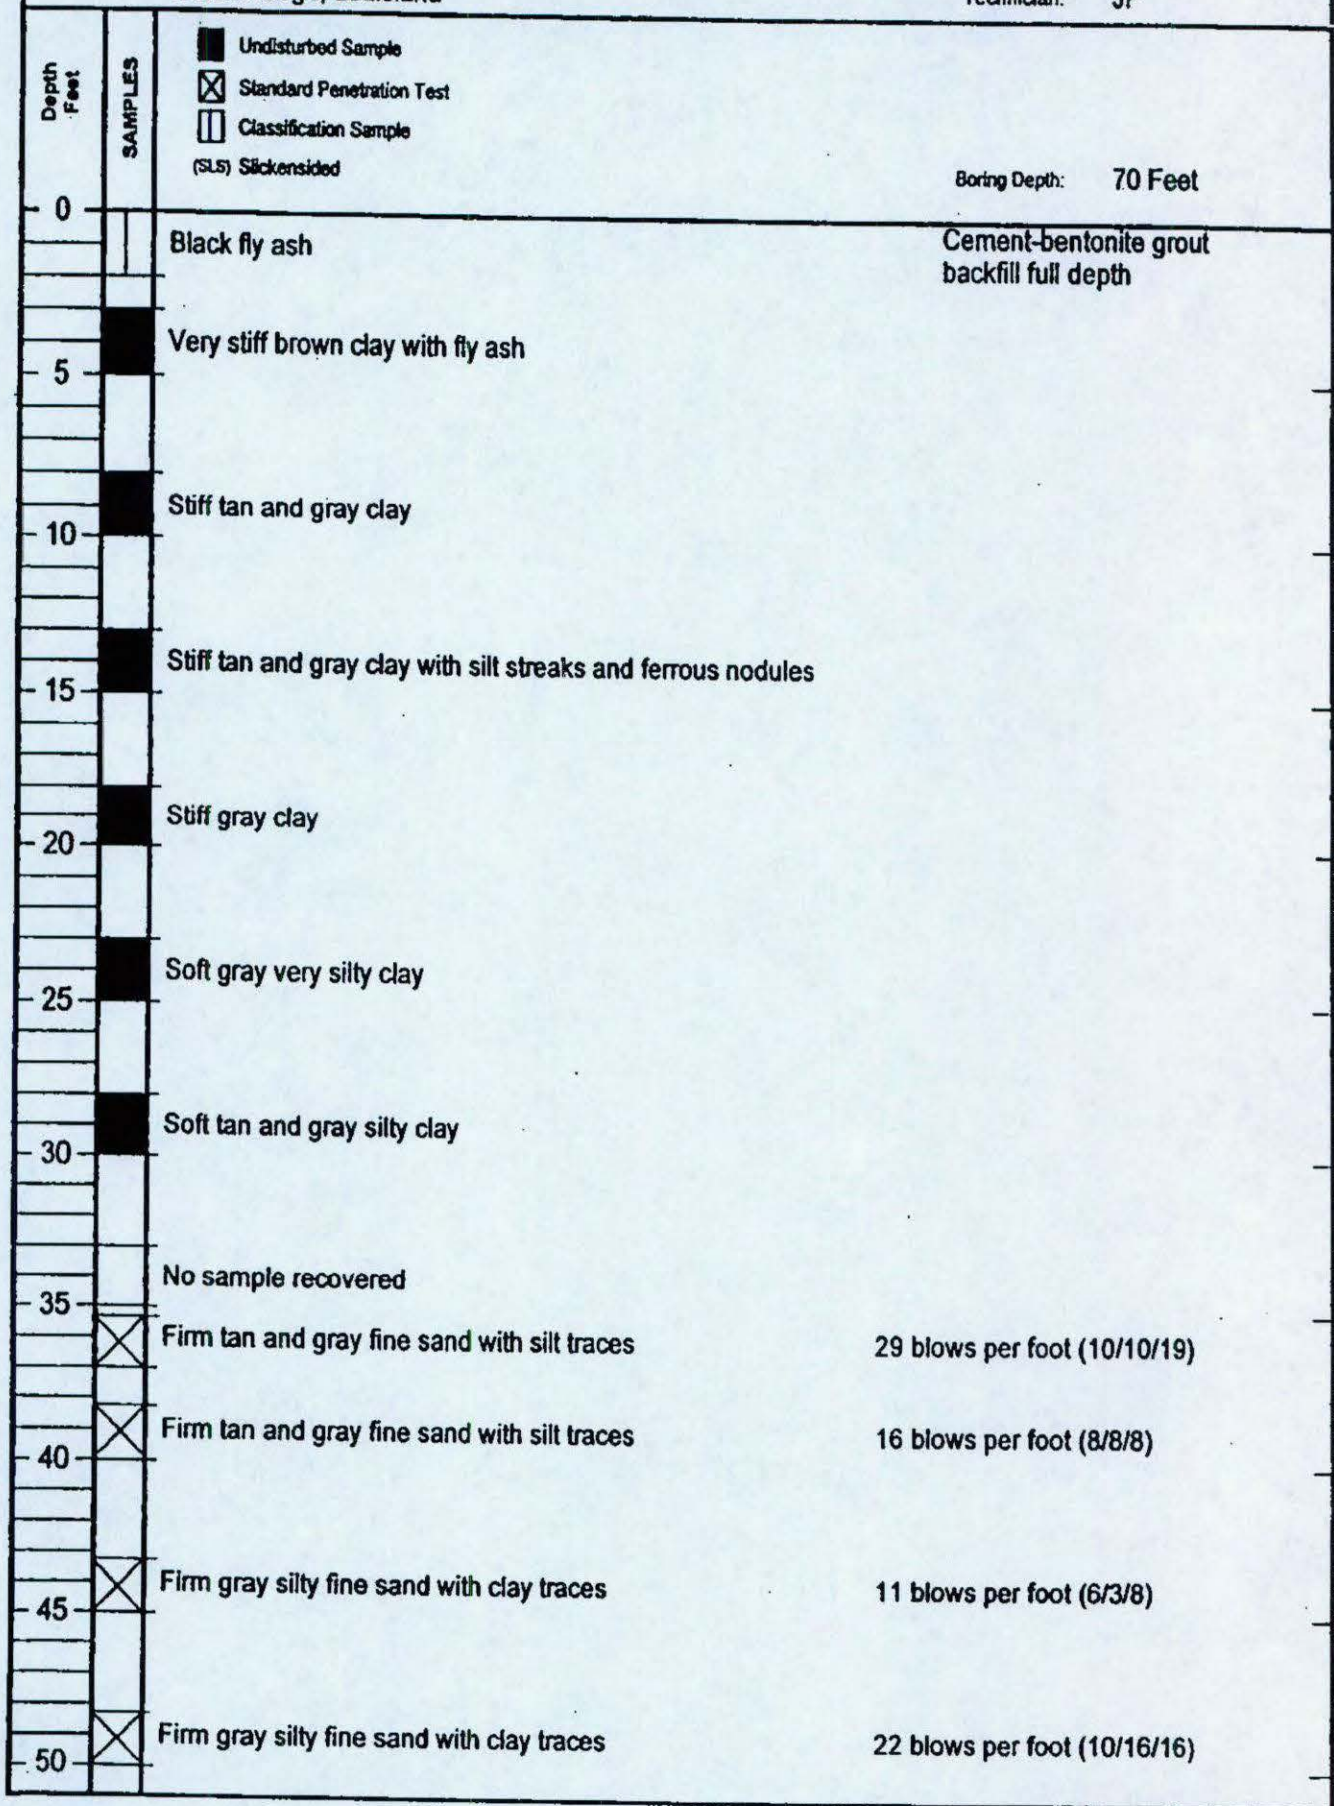 Depth
Feet
SAMPLES
Undisturbed Sample
Standard Penetration Test
Classification Sample
(SLS) Slickensided
Boring Depth: 70 Feet
0
Black fly ash
Cement-bentonite grout
backfill full depth
Very stiff brown clay with fly ash
5
Stiff tan and gray clay
10
Stiff tan and gray clay with silt streaks and ferrous nodules
15
Stiff gray clay
20
Soft gray very silty clay
25
Soft tan and gray silty clay
30
No sample recovered
35
Firm tan and gray fine sand with silt traces 29 blows per foot (10/10/19)
Firm tan and gray fine sand with silt traces 16 blows per foot (8/8/8)
40
Firm gray silty fine sand with clay traces 11 blows per foot (6/3/8)
45
Firm gray silty fine sand with clay traces 22 blows per foot (10/16/16)
50